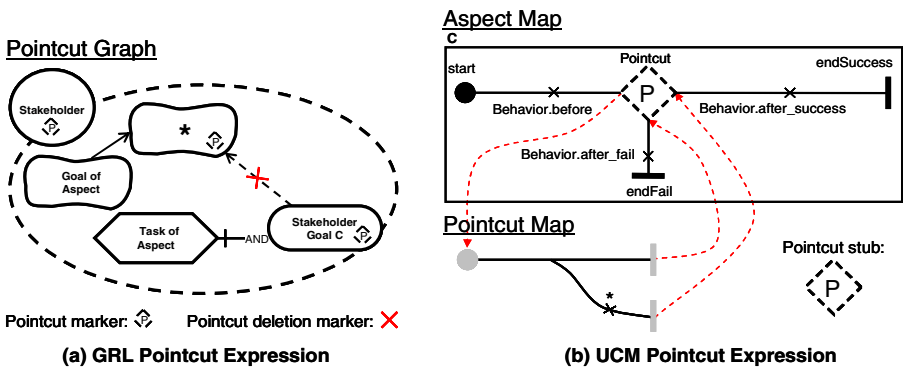 Pointcut Graph
Stakeholder
P
*
P
Goal of
Aspect
Task of
Aspect
AND
Stakeholder
Goal C
P
Pointcut marker: P
Pointcut deletion marker:
(a) GRL Pointcut Expression
Aspect Map
C
start
Pointcut
P
endSuccess
Behavior.before
Behavior.after_success
Behavior.after_fail
endFail
Pointcut Map
*
Pointcut stub:
P
(b) UCM Pointcut Expression